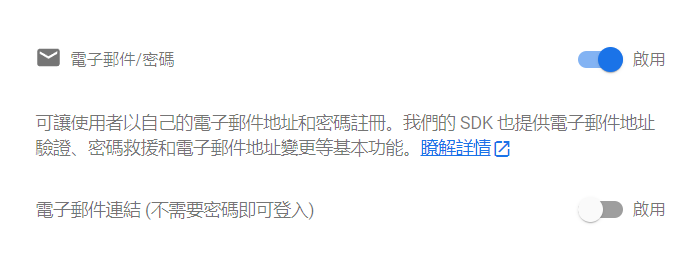 電子郵件/密碼 啟用
可讓使用者以自己的電子郵件地址和密碼註冊。我們的 SDK 也提供電子郵件地址
驗證、密碼救援和電子郵件地址變更等基本功能。瞭解詳情
電子郵件連結 (不需要密碼即可登入) 啟用